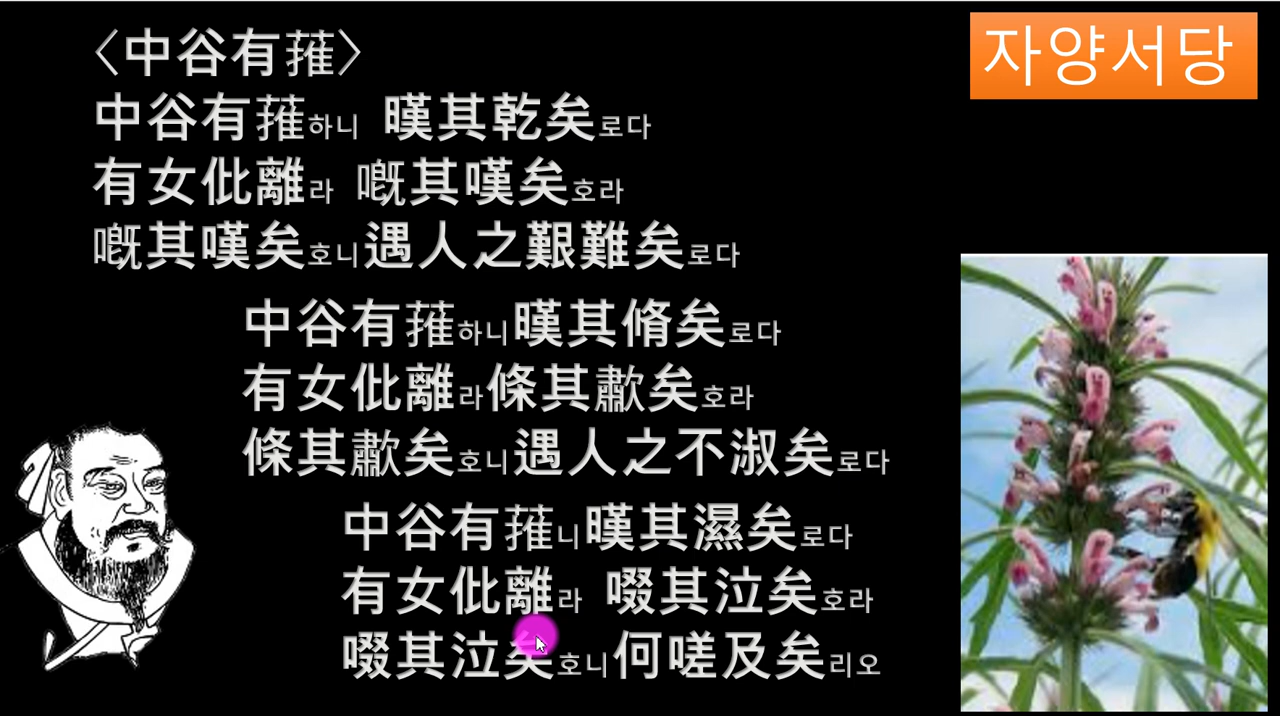 〈中谷有蓷〉
자양서당
中谷有蓷하니 暵其乾矣로다
有女仳離라 嘅其嘆矣호라
嘅其嘆矣호니遇人之艱難矣로다
中谷有蓷하니暵其脩矣로다
有女仳離라條其歗矣호라
條其歗矣호니遇人之不淑矣로다
中谷有蓷니暵其濕矣로다
有女仳離라 啜其泣矣호라
啜其泣矣호니何嗟及矣리오